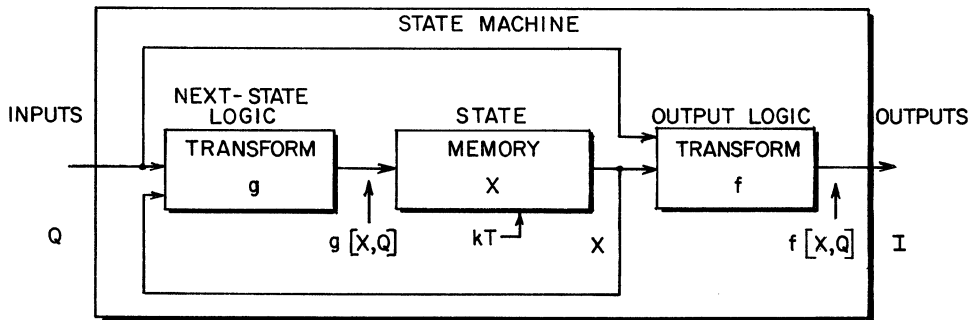 STATE MACHINE
INPUTS
NEXT-STATE
LOGIC
TRANSFORM
g
STATE
MEMORY
X
OUTPUT LOGIC
TRANSFORM
f
OUTPUTS
Q
g [X,Q]
kT
X
f [X,Q]
I